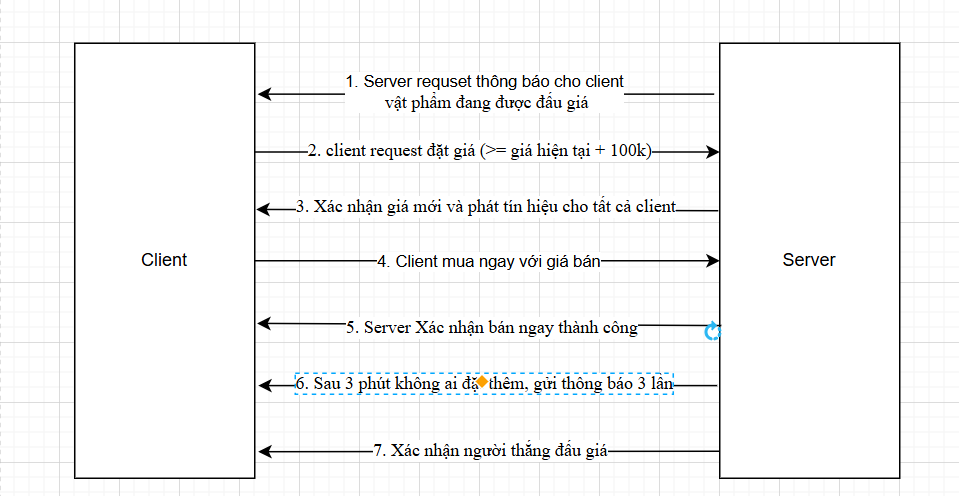 1. Server requset thông báo cho client
vật phẩm đang được đấu giá
2. client request đặt giá (>= giá hiện tại + 100k)
3. Xác nhận giá mới và phát tín hiệu cho tất cả client
Client
4. Client mua ngay với giá bán
Server
5. Server Xác nhận bán ngay thành công
6. Sau 3 phút không ai đặt thêm, gửi thông báo 3 lần
7. Xác nhận người thắng đấu giá